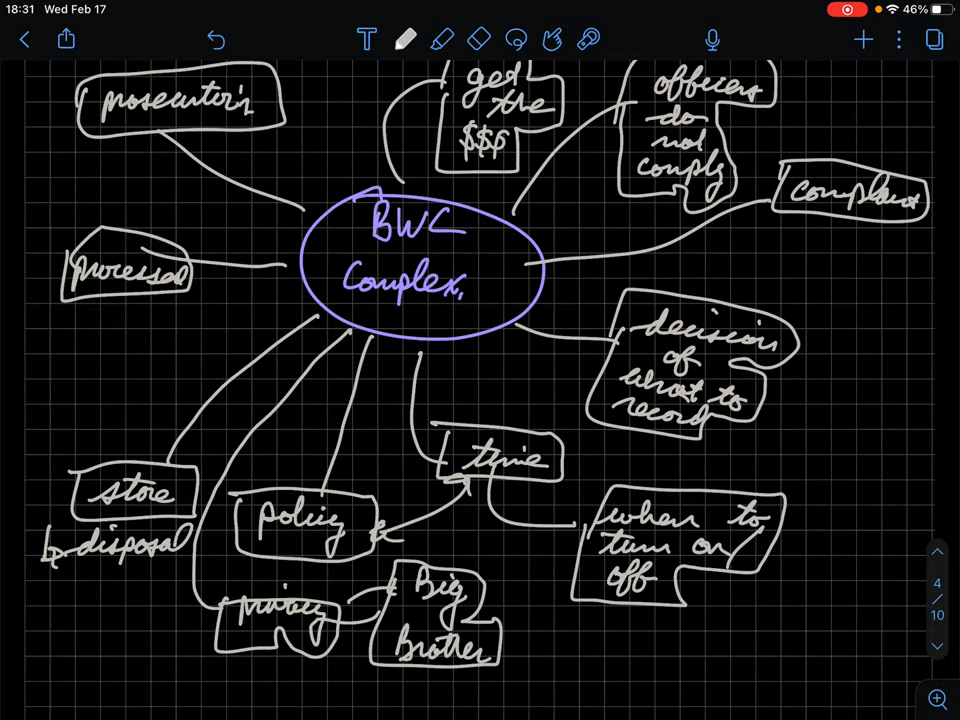 18:31 Wed Feb 17
46%
prosecutor's
get
the
$$$
officers
do
not
comply
complaint
BWC
Complex.
processed
decision
of
what to
record
time
store
disposal
policy
when to
turn on/
off
privacy
Big
Brother
4
/
10